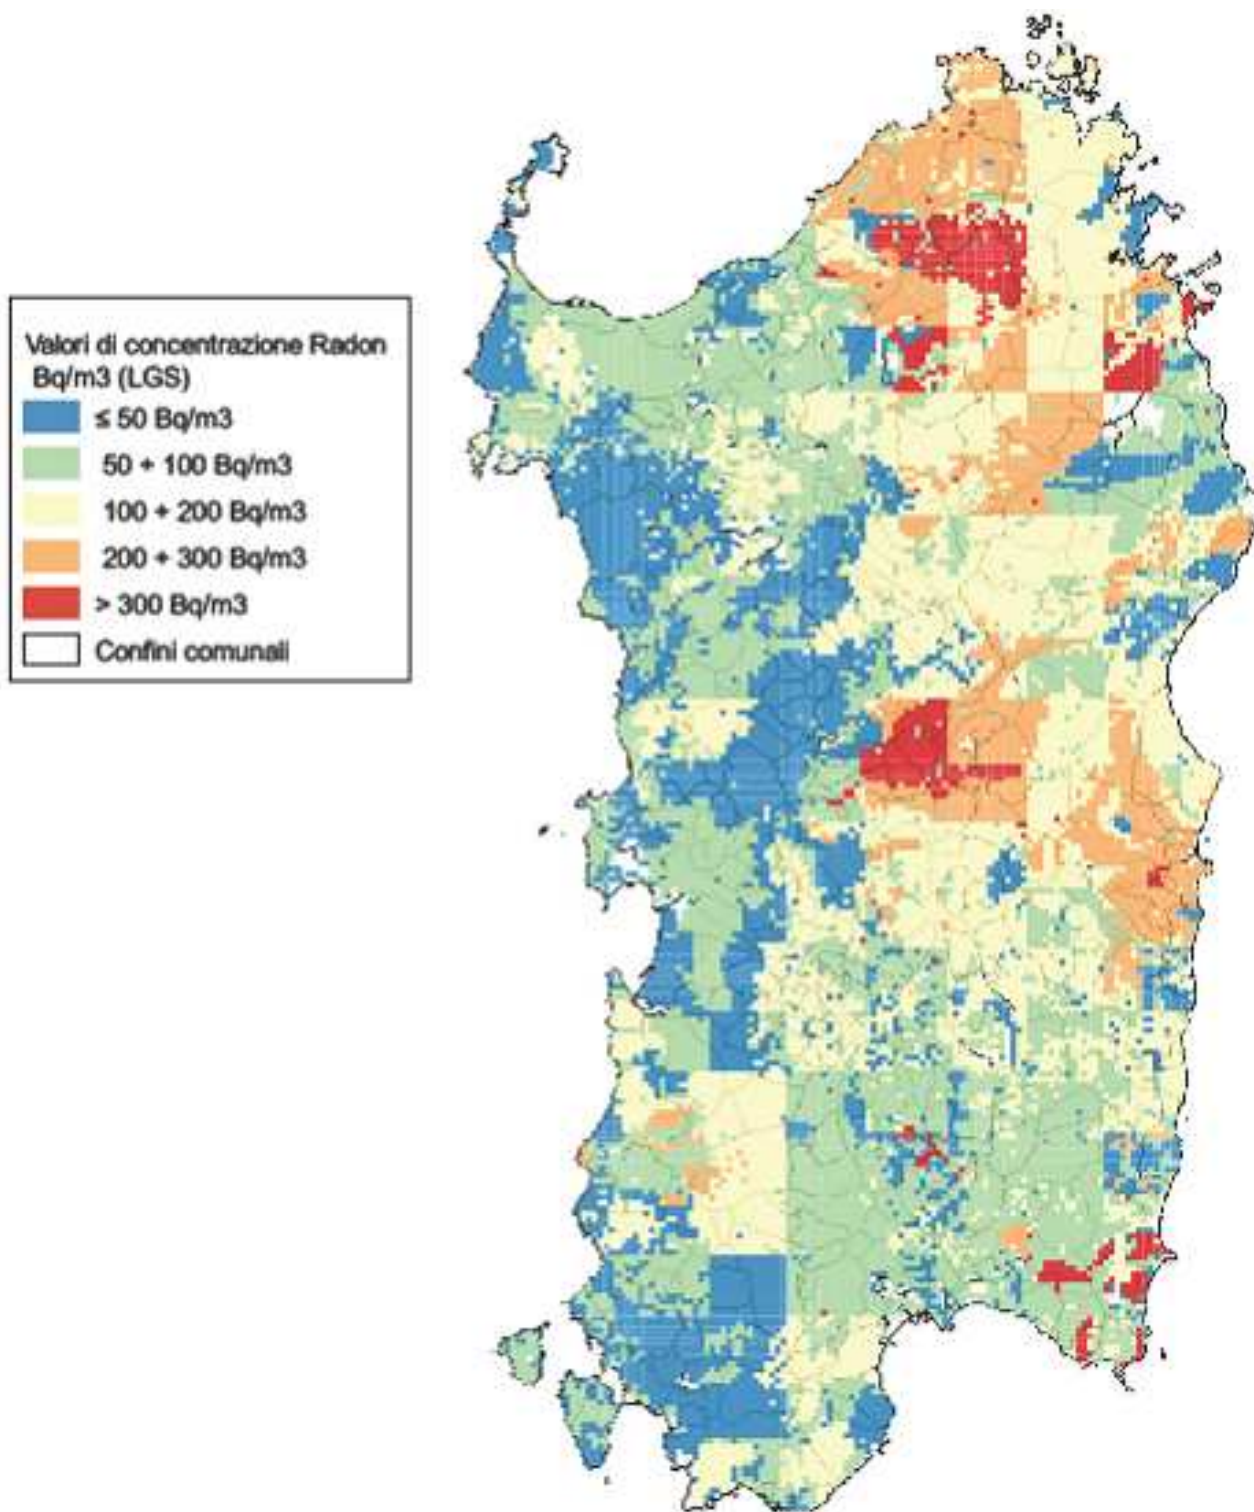 Valori di concentrazione Radon
Bq/m3 (LGS)
≤ 50 Bq/m3
50 + 100 Bq/m3
100 + 200 Bq/m3
200 + 300 Bq/m3
> 300 Bq/m3
Confini comunali